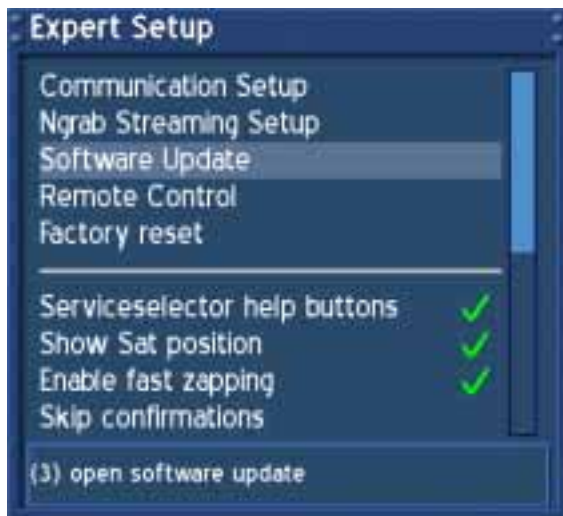 Expert Setup
Communication Setup
Ngrab Streaming Setup
Software Update
Remote Control
Factory reset
Serviceselector help buttons
Show Sat position
Enable fast zapping
Skip confirmations
(3) open software update